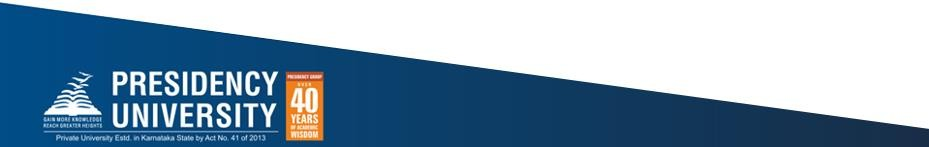 PRESIDENCY
UNIVERSITY
GAIN MORE KNOWLEDGE
REACH GREATER HEIGHTS
Private University Estd. in Karnataka State by Act No. 41 of 2013
PRESIDENCY GROUP
OVER
40
YEARS
OF ACADEMIC
WISDOM